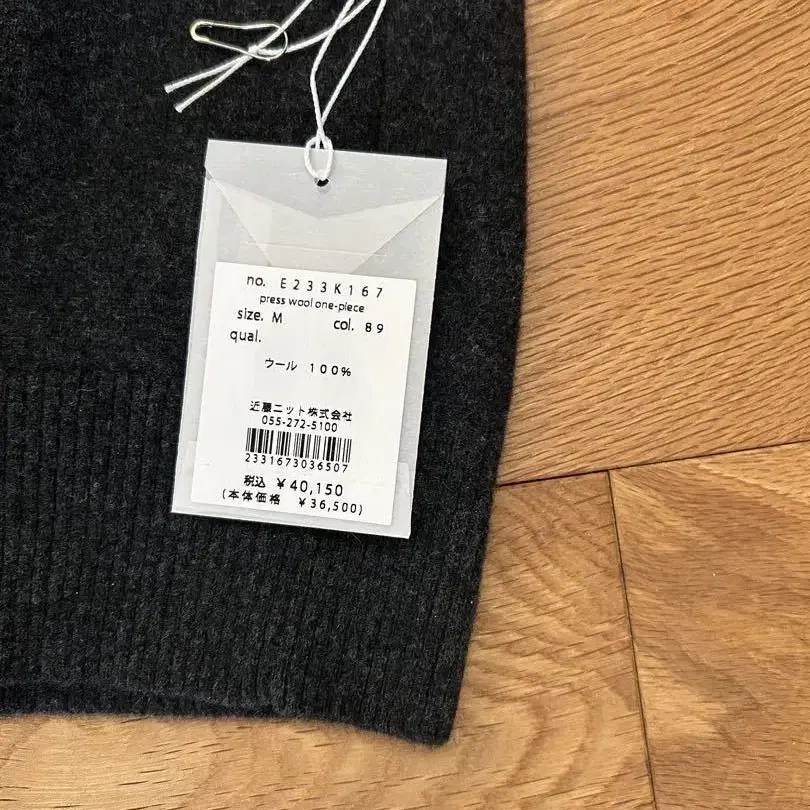 no. E233K167
press wool one-piece
size. M col. 89
qual.
ウール 100%
近藤ニット株式会社
055-272-5100
2331673036507
税込 ¥40,150
(本体価格 ¥36,500)